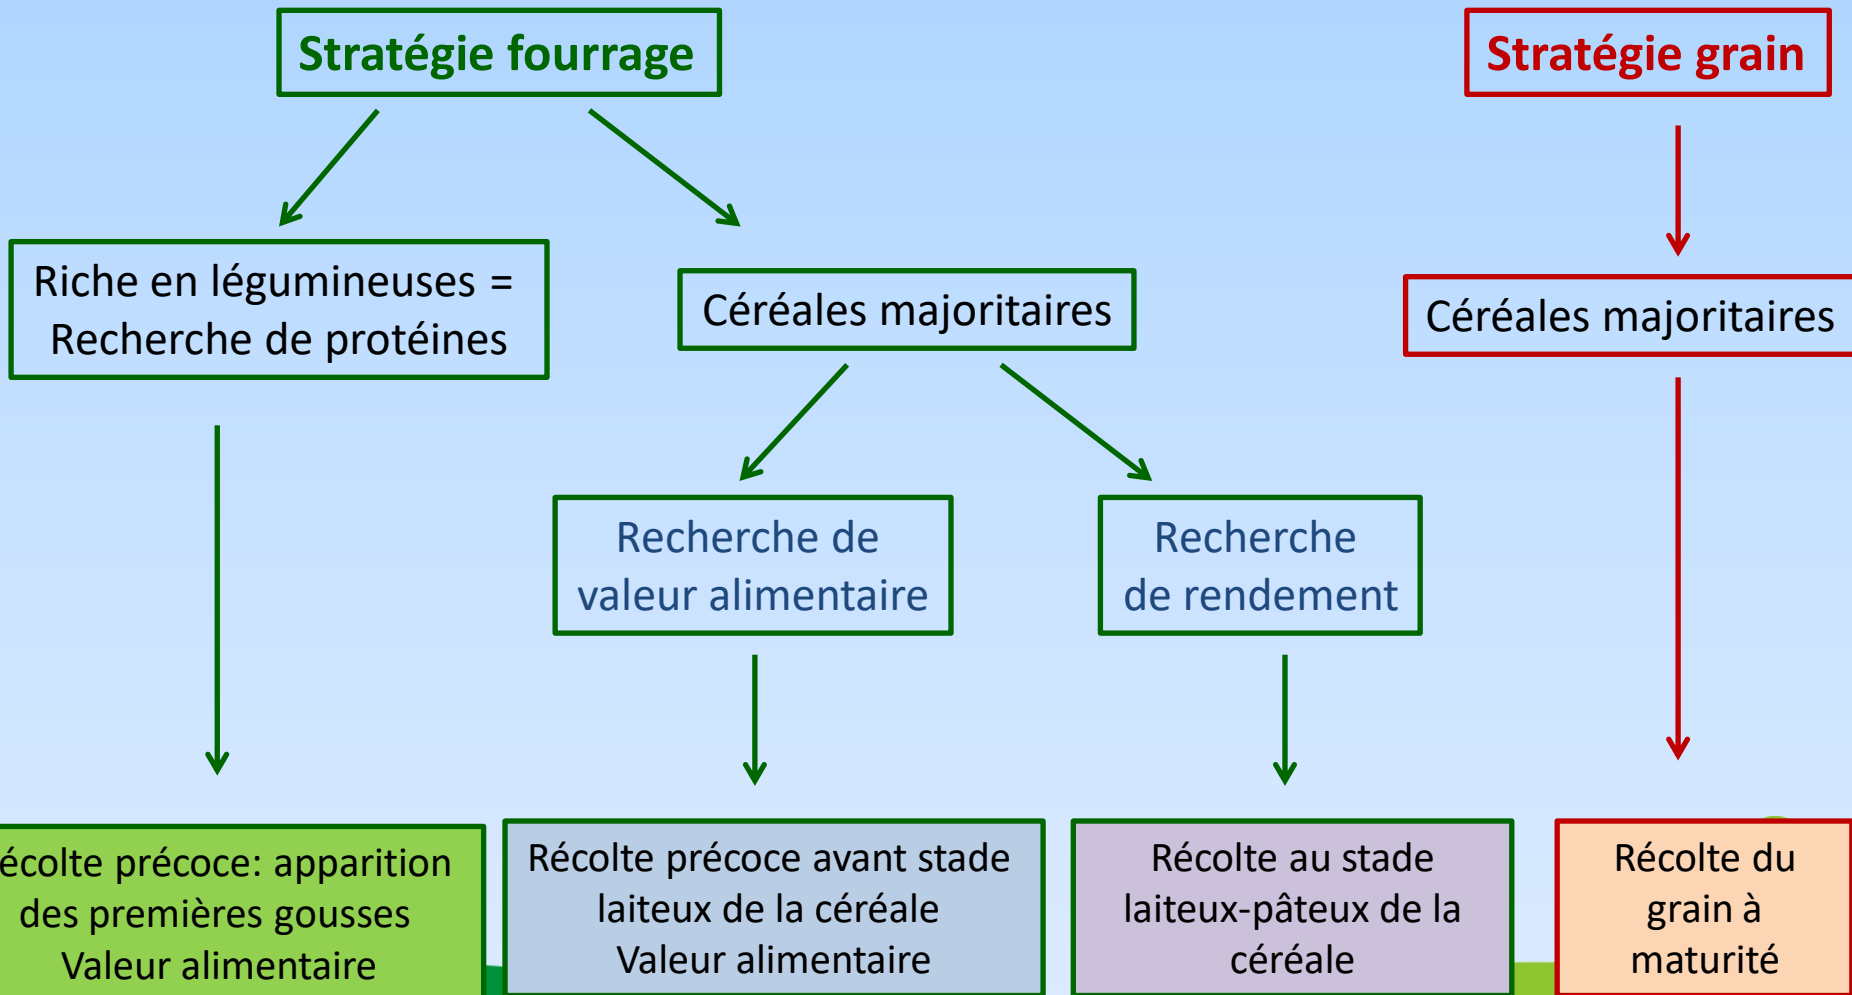 Stratégie fourrage
Stratégie grain
Riche en légumineuses =
Recherche de protéines
Céréales majoritaires
Céréales majoritaires
Recherche de
valeur alimentaire
Recherche
de rendement
écolte précoce: apparition
des premières gousses
Valeur alimentaire
Récolte précoce avant stade
laiteux de la céréale
Valeur alimentaire
Récolte au stade
laiteux-pâteux de la
céréale
Récolte du
grain à
maturité